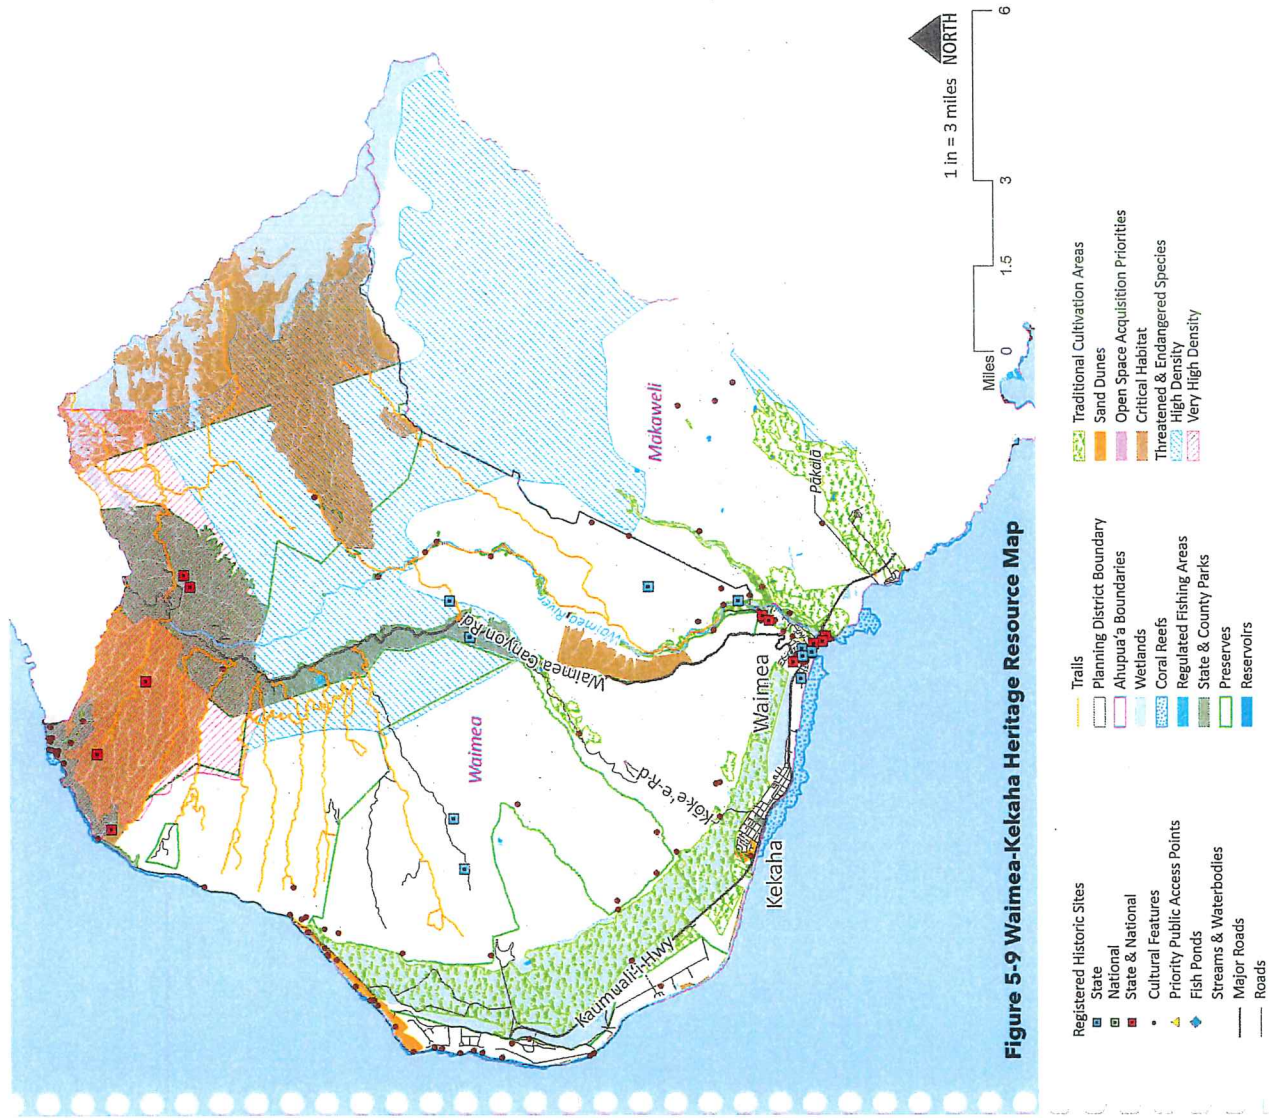 6
NORTH
1 in = 3 miles
3
1.5
0
Miles
Makaweli
Pākālā
Waimea River
Waimea Canyon Rd
Waimea
Waimea
Kōke'e Rd
Kekaha
Kaumuali'i Hwy
Figure 5-9 Waimea-Kekaha Heritage Resource Map
Registered Historic Sites
State
National
State & National
Cultural Features
Priority Public Access Points
Fish Ponds
Streams & Waterbodies
Major Roads
Roads
Trails
Planning District Boundary
Ahupua'a Boundaries
Wetlands
Coral Reefs
Regulated Fishing Areas
State & County Parks
Preserves
Reservoirs
Traditional Cultivation Areas
Sand Dunes
Open Space Acquisition Priorities
Critical Habitat
Threatened & Endangered Species
High Density
Very High Density